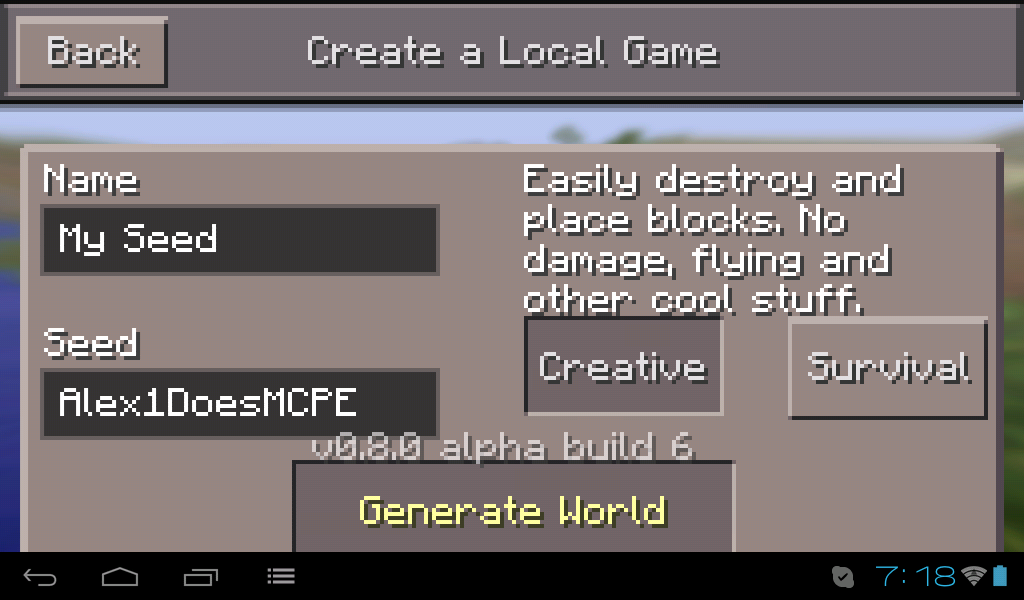 Back
Create a Local Game
Name
My Seed
Easily destroy and
place blocks. No
damage, flying and
other cool stuff.
Seed
Alex1DoesMCPE
Creative
Survival
v0.8.0 alpha build 6
Generate World
7:18